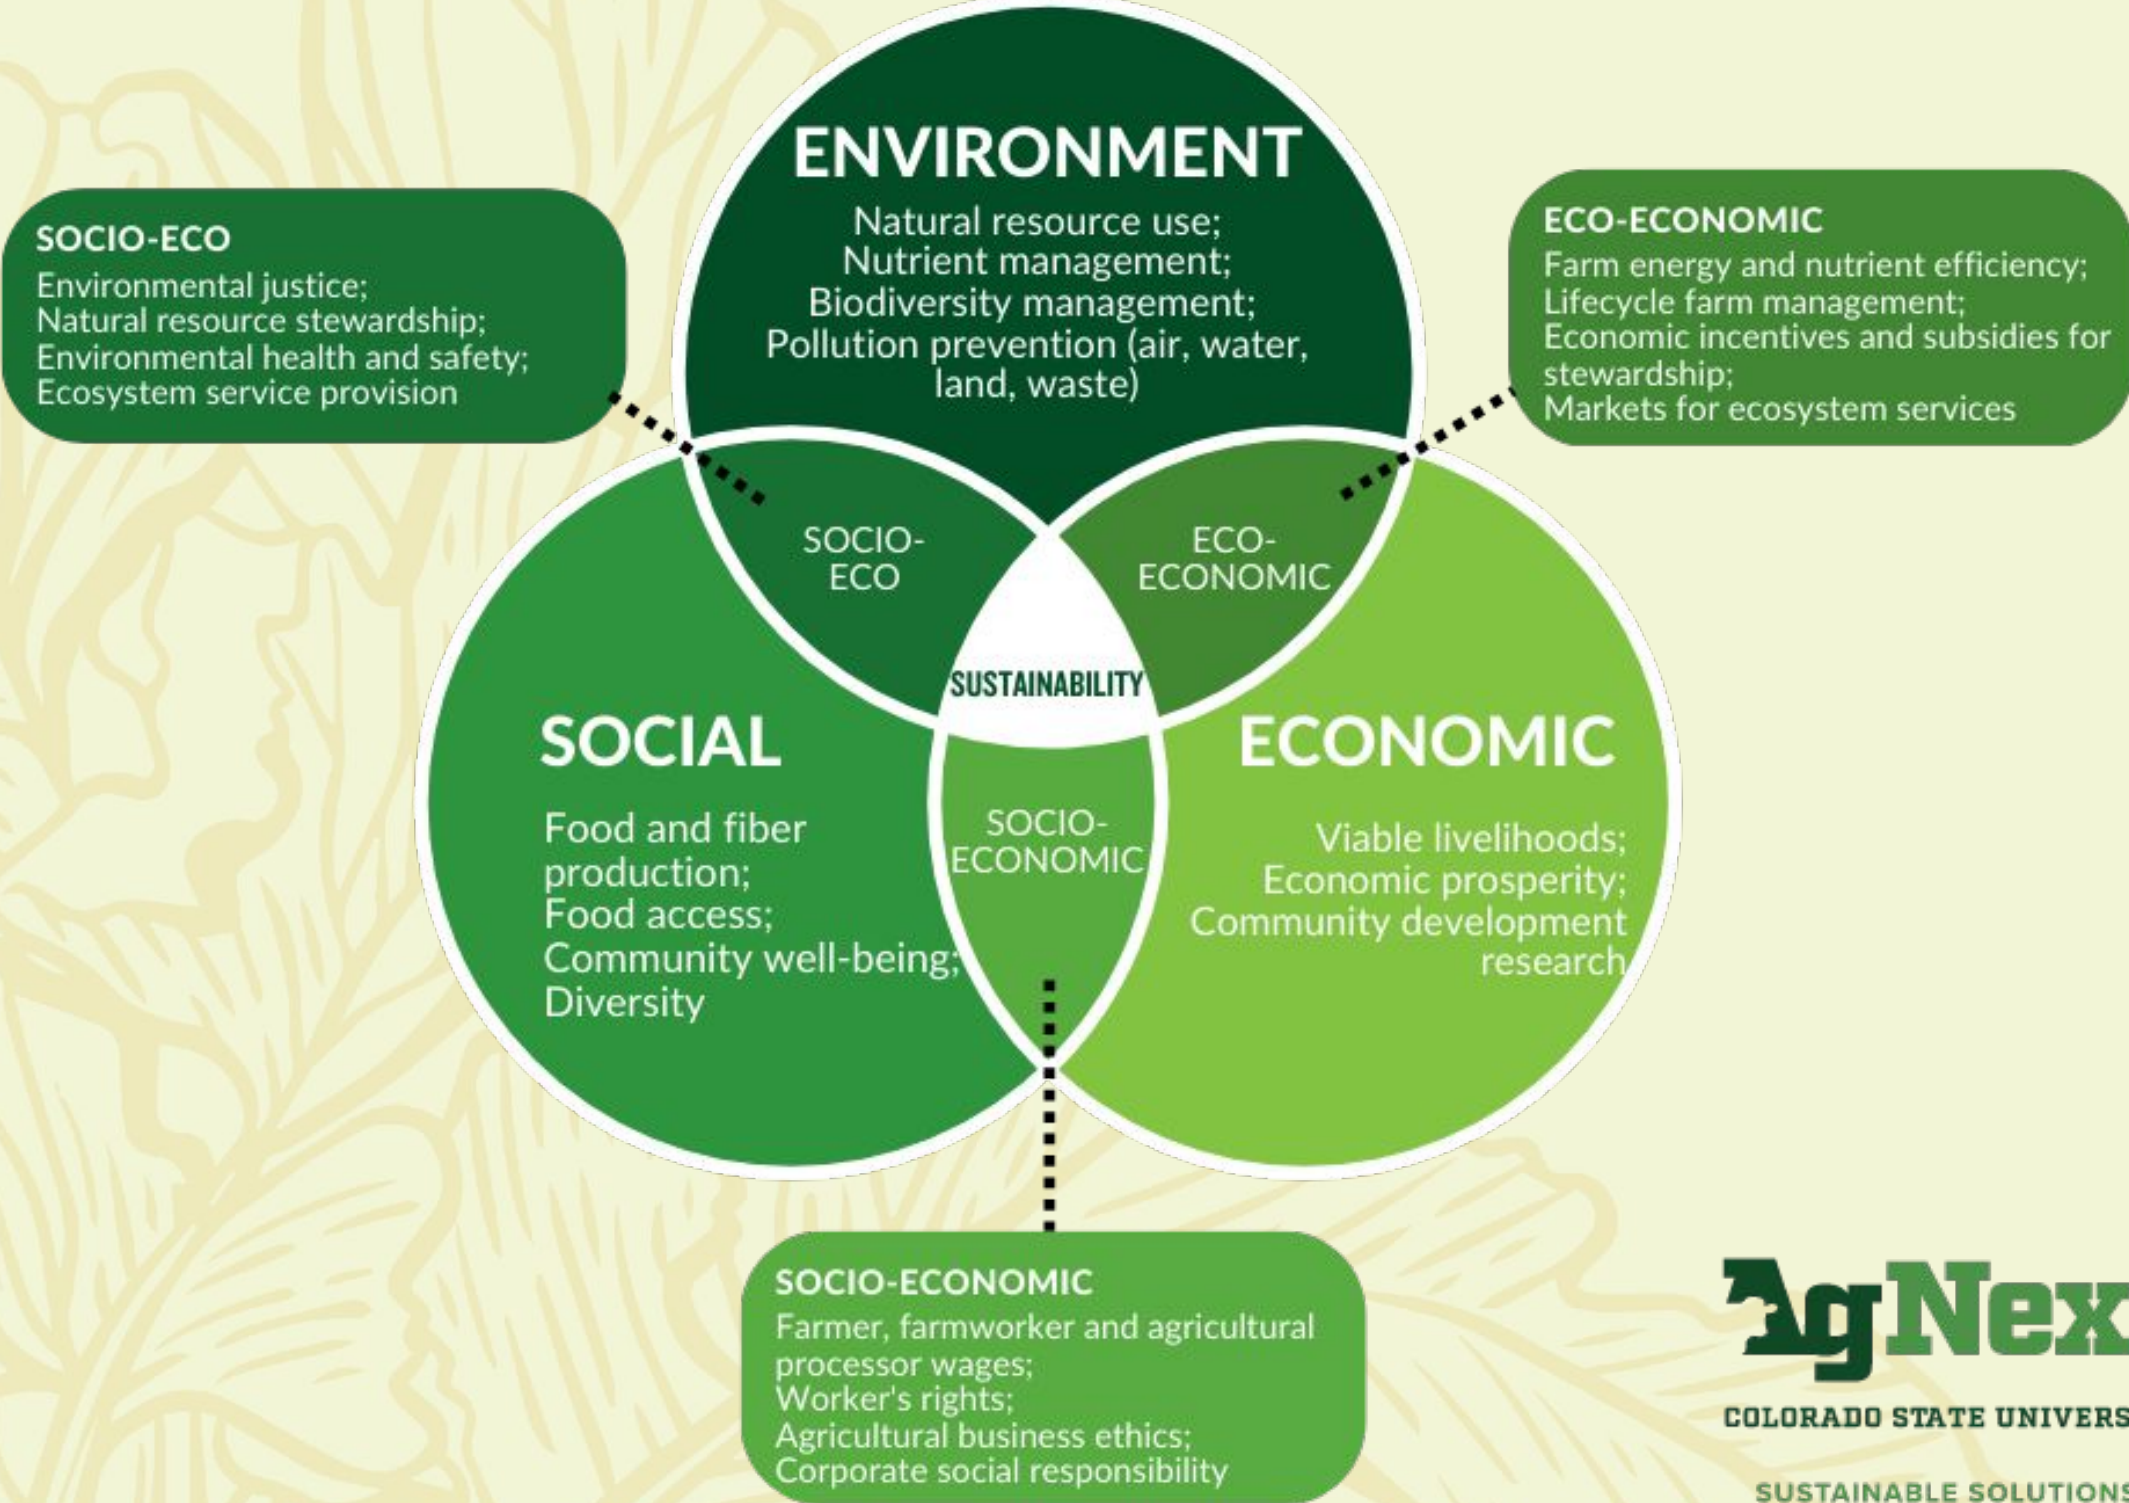 ENVIRONMENT
Natural resource use;
Nutrient management;
Biodiversity management;
Pollution prevention (air, water,
land, waste)
SOCIO-ECO
Environmental justice;
Natural resource stewardship;
Environmental health and safety;
Ecosystem service provision
ECO-ECONOMIC
Farm energy and nutrient efficiency;
Lifecycle farm management;
Economic incentives and subsidies for
stewardship;
Markets for ecosystem services
SOCIO-
ECO
ECO-
ECONOMIC
SUSTAINABILITY
SOCIAL
Food and fiber
production;
Food access;
Community well-being;
Diversity
SOCIO-
ECONOMIC
ECONOMIC
Viable livelihoods;
Economic prosperity;
Community development
research
SOCIO-ECONOMIC
Farmer, farmworker and agricultural
processor wages;
Worker's rights;
Agricultural business ethics;
Corporate social responsibility
AgNex
COLORADO STATE UNIVERS
SUSTAINABLE SOLUTIONS